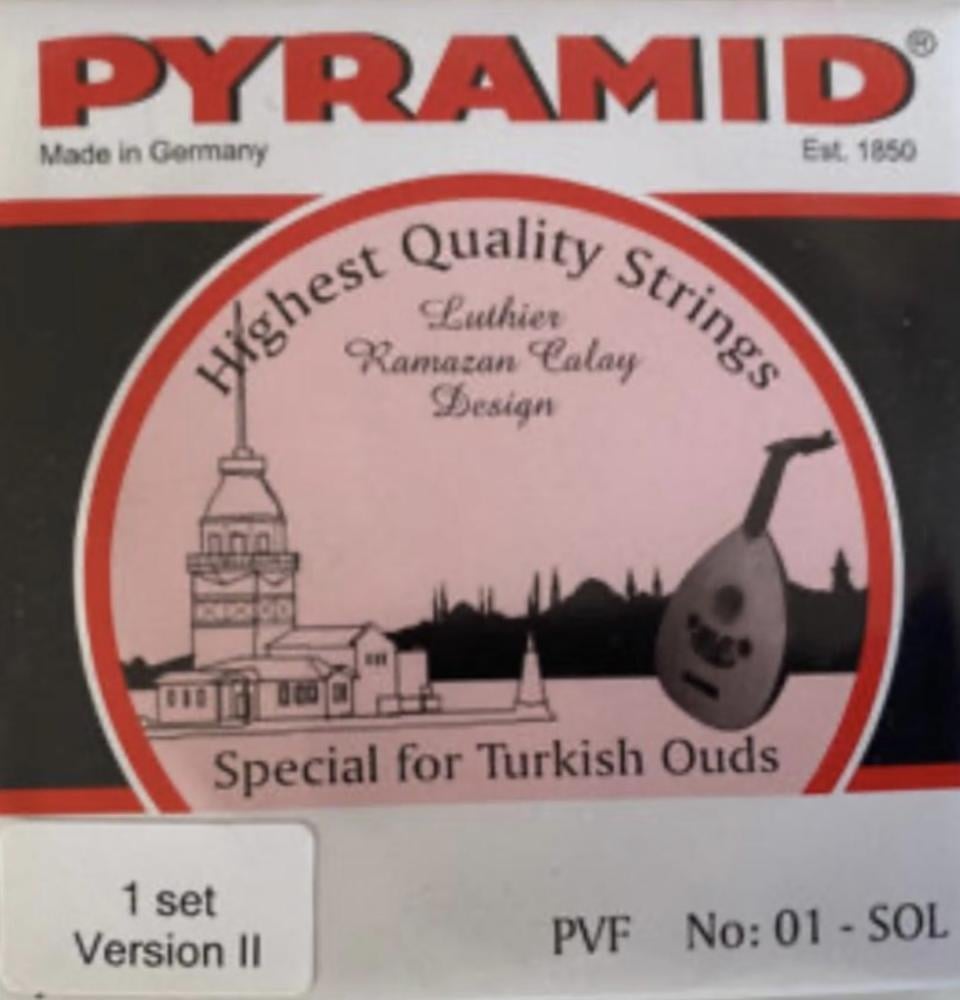 PYRAMID®
Made in Germany
Est. 1850
Highest Quality Strings
Luthier
Ramazan Calay
Design
Special for Turkish Ouds
1 set
Version II
PVF No: 01 - SOL